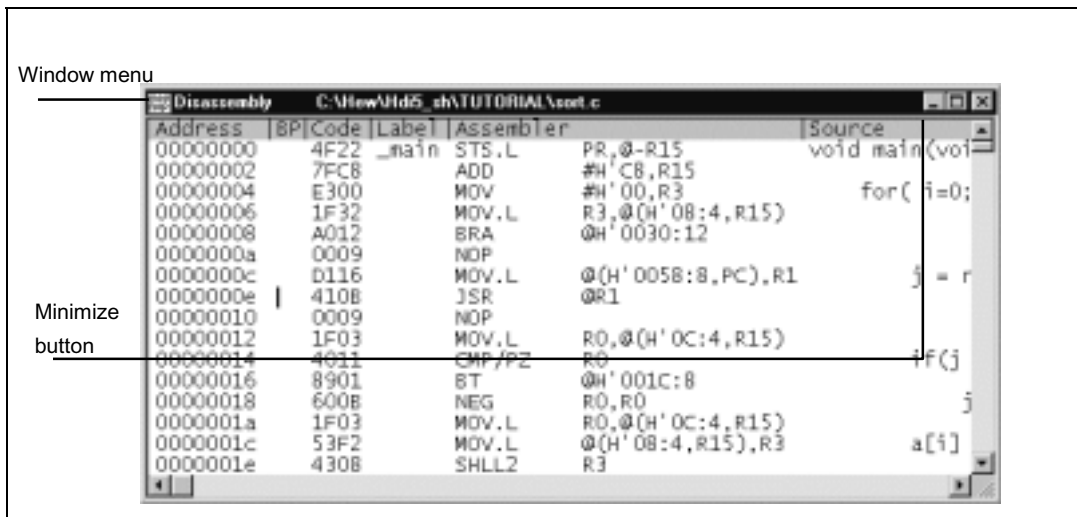 Window menu
Disassembly C:\Hew\Hdi5_sh\TUTORIAL\sort.c
Address BP Code Label Assembler Source
00000000 4F22 _main STS.L PR,@-R15 void main(voi
00000002 7FC8 ADD #H'C8,R15
00000004 E300 MOV #H'00,R3 for( i=0;
00000006 1F32 MOV.L R3,@(H'08:4,R15)
00000008 A012 BRA @H'0030:12
0000000a 0009 NOP
0000000c D116 MOV.L @(H'0058:8,PC),R1 j = r
0000000e 410B JSR @R1
00000010 0009 NOP
Minimize
button
00000012 1F03 MOV.L R0,@(H'0C:4,R15)
00000014 4011 CMP/PZ R0 if(j
00000016 8901 BT @H'001C:8
00000018 600B NEG R0,R0 j
0000001a 1F03 MOV.L R0,@(H'0C:4,R15)
0000001c 53F2 MOV.L @(H'08:4,R15),R3 a[i]
0000001e 4308 SHLL2 R3